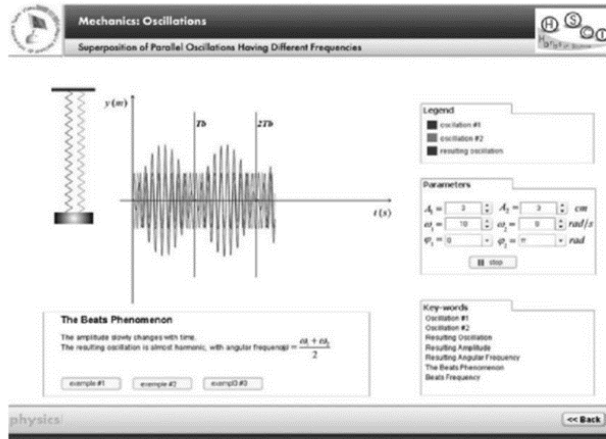 Mechanics: Oscillations
Superposition of Parallel Oscillations Having Different Frequencies
H S C I
y (m)
Tb
2Tb
t (s)
Legend
oscillation #1
oscillation #2
resulting oscillation
Parameters
A₁= 3 A₂= 3 cm
ω₁= 10 ω₂= 9 rad/s
φ₁= 0 φ₂= π rad
stop
The Beats Phenomenon
The amplitude slowly changes with time.
The resulting oscillation is almost harmonic, with angular frequency = ω₁ + ω₂ / 2
example #1 example #2 example #3
Key-words
Oscillation #1
Oscillation #2
Resulting Oscillation
Resulting Amplitude
Resulting Angular Frequency
The Beats Phenomenon
Beats Frequency
physics
<< Back